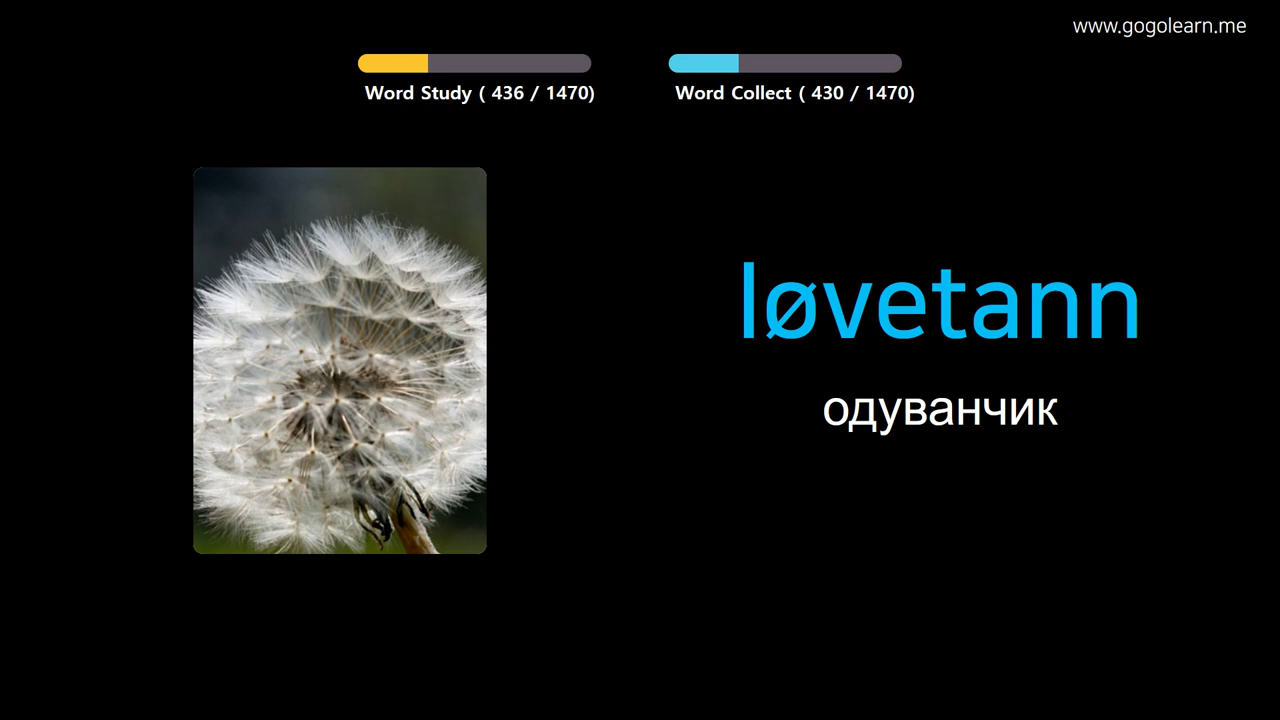 www.gogolearn.me
Word Study ( 436 / 1470)
Word Collect ( 430 / 1470)
løvetann
одуванчик